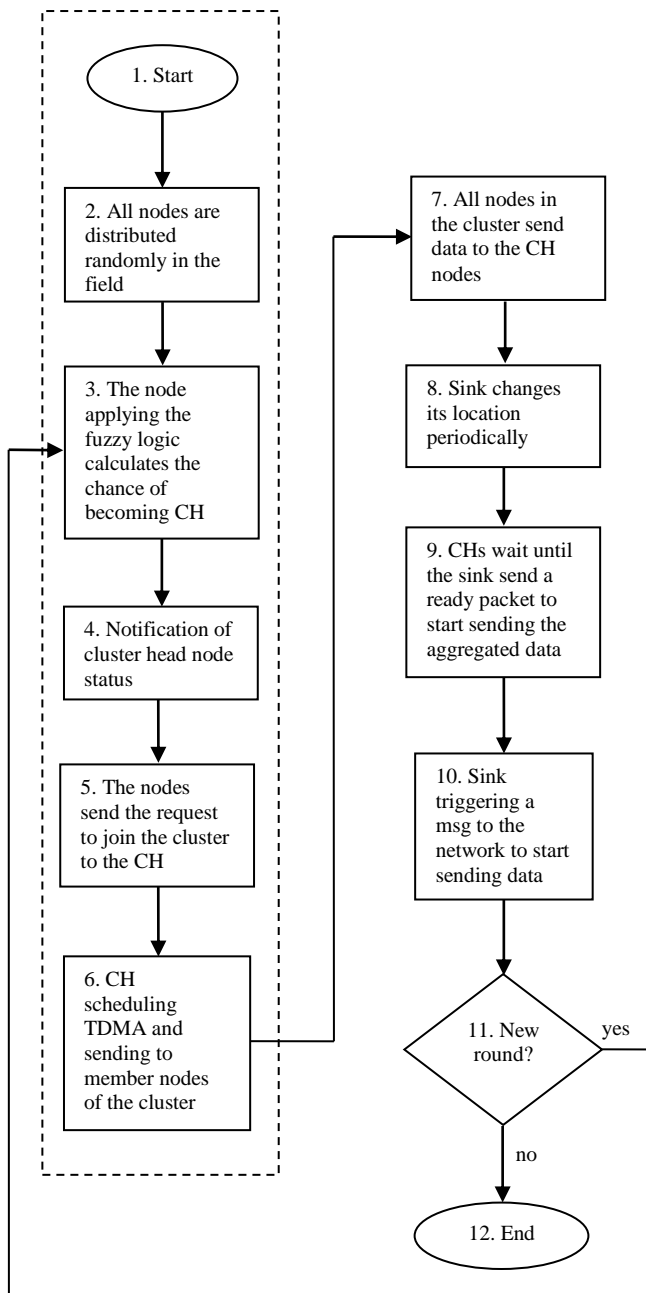 1. Start
2. All nodes are
distributed
randomly in the
field
3. The node
applying the
fuzzy logic
calculates the
chance of
becoming CH
4. Notification of
cluster head node
status
5. The nodes
send the request
to join the cluster
to the CH
6. CH
scheduling
TDMA and
sending to
member nodes
of the cluster
7. All nodes in
the cluster send
data to the CH
nodes
8. Sink changes
its location
periodically
9. CHs wait until
the sink send a
ready packet to
start sending the
aggregated data
10. Sink
triggering a
msg to the
network to start
sending data
11. New
round?
yes
no
12. End